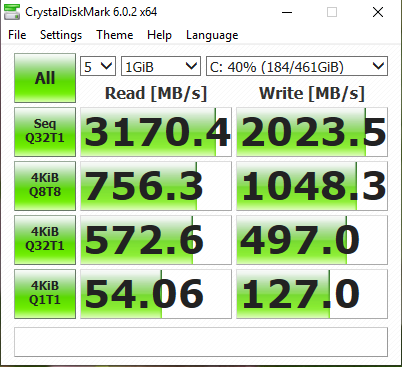 CrystalDiskMark 6.0.2 x64
File Settings Theme Help Language
All 5 1GiB C: 40% (184/461GiB)
Read [MB/s] Write [MB/s]
Seq Q32T1 3170.4 2023.5
4KiB Q8T8 756.3 1048.3
4KiB Q32T1 572.6 497.0
4KiB Q1T1 54.06 127.0